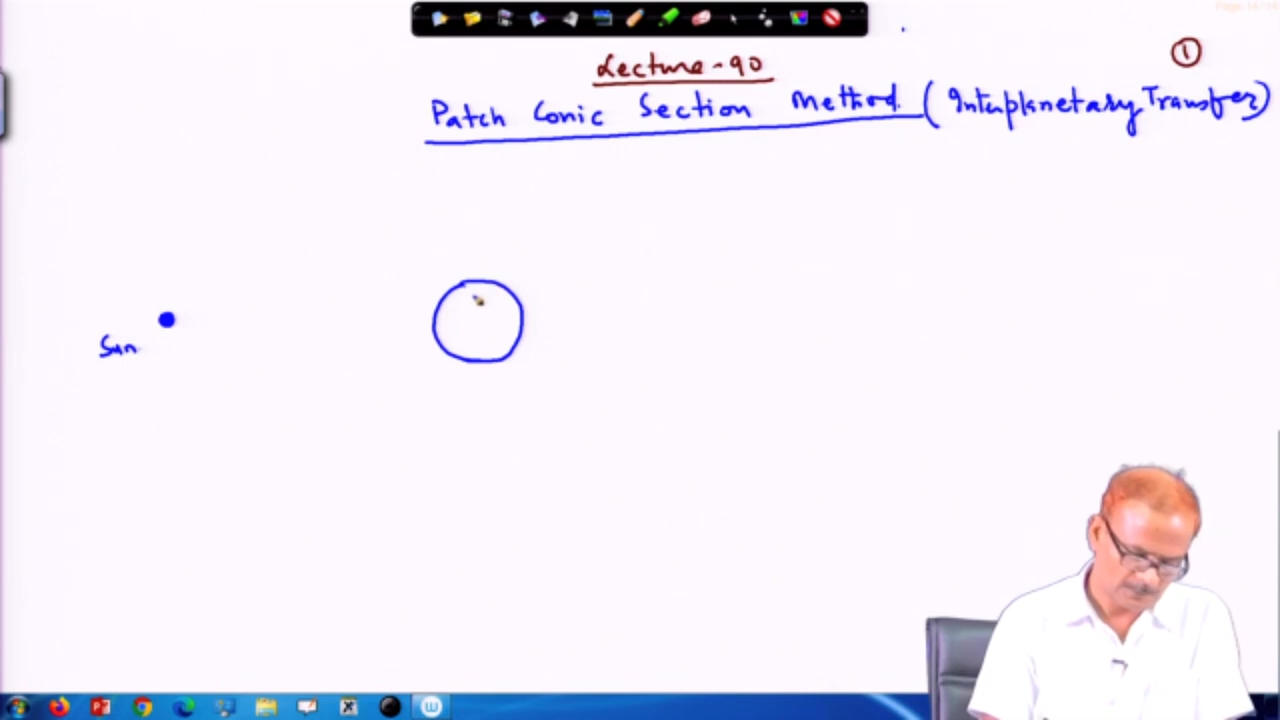 Lecture-90
①
Patch Conic Section Method (Interplanetary Transfer)
Sun